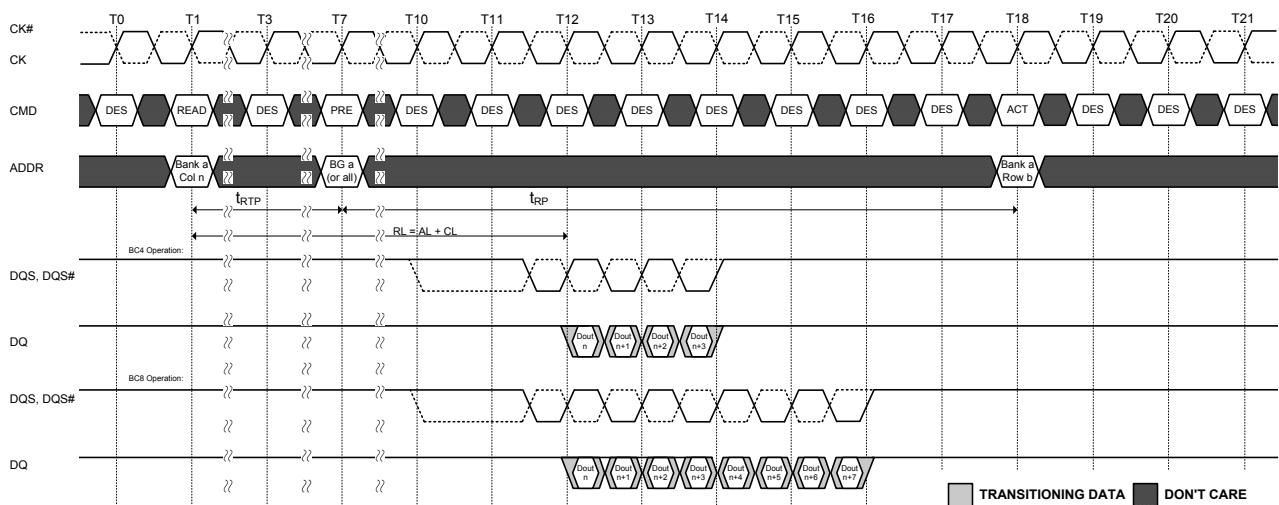 T0 T1 T3 T7 T10 T11 T12 T13 T14 T15 T16 T17 T18 T19 T20 T21
CK#
CK
CMD DES READ DES PRE DES DES DES DES DES DES DES DES ACT DES DES DES
ADDR
Bank a
Col n
BG a
(or all)
Bank a
Row b
tRTP tRP
RL = AL + CL
BC4 Operation:
DQS, DQS#
DQ
Dout
n
Dout
n+1
Dout
n+2
Dout
n+3
BC8 Operation:
DQS, DQS#
DQ
Dout
n
Dout
n+1
Dout
n+2
Dout
n+3
Dout
n+4
Dout
n+5
Dout
n+6
Dout
n+7
TRANSITIONING DATA DON'T CARE